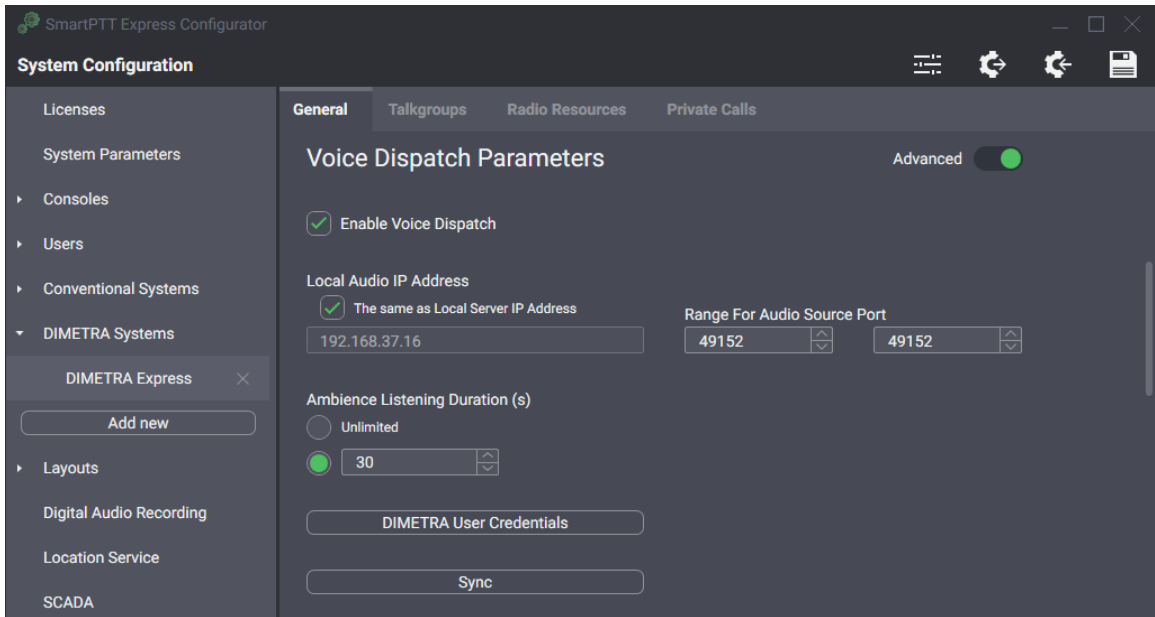 SmartPTT Express Configurator
System Configuration
Licenses
System Parameters
Consoles
Users
Conventional Systems
DIMETRA Systems
DIMETRA Express
Add new
Layouts
Digital Audio Recording
Location Service
SCADA
General Talkgroups Radio Resources Private Calls
Voice Dispatch Parameters Advanced
Enable Voice Dispatch
Local Audio IP Address
The same as Local Server IP Address
192.168.37.16
Range For Audio Source Port
49152 49152
Ambience Listening Duration (s)
Unlimited
30
DIMETRA User Credentials
Sync